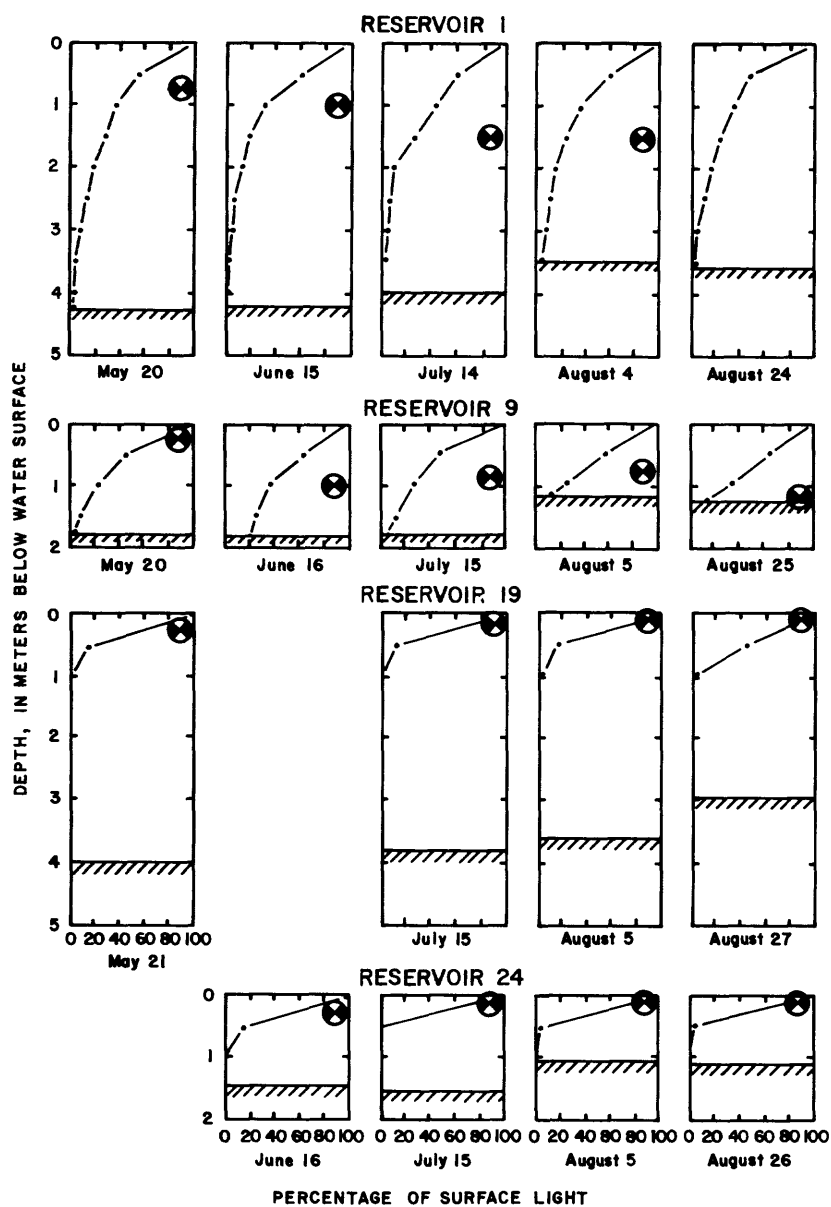 RESERVOIR 1
0
1
2
3
4
5
May 20 June 15 July 14 August 4 August 24
RESERVOIR 9
0
1
2
May 20 June 16 July 15 August 5 August 25
RESERVOIR 19
0
1
2
3
4
5
0 20 40 60 80 100
May 21 July 15 August 5 August 27
RESERVOIR 24
0
1
2
0 20 40 60 80 100 0 20 40 60 80 100 0 20 40 60 80 100 0 20 40 60 80 100
June 16 July 15 August 5 August 26
DEPTH, IN METERS BELOW WATER SURFACE
PERCENTAGE OF SURFACE LIGHT